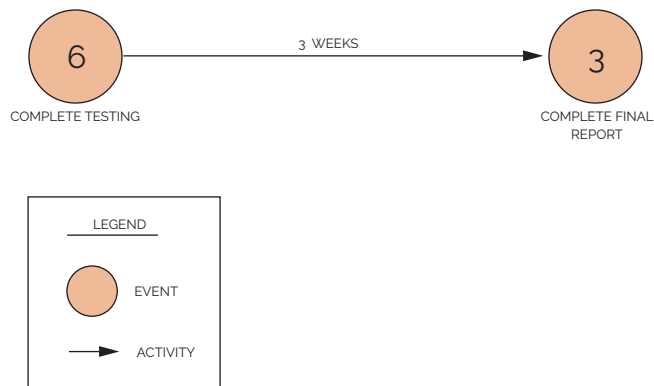 6
3 WEEKS
3
COMPLETE TESTING
COMPLETE FINAL
REPORT
LEGEND
EVENT
ACTIVITY